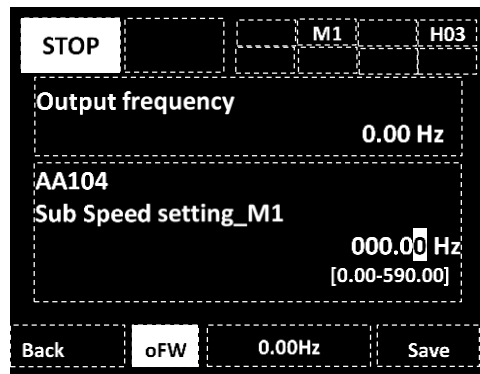 STOP M1 H03
Output frequency
0.00 Hz
AA104
Sub Speed setting_M1
000.00 Hz
[0.00-590.00]
Back oFW 0.00Hz Save